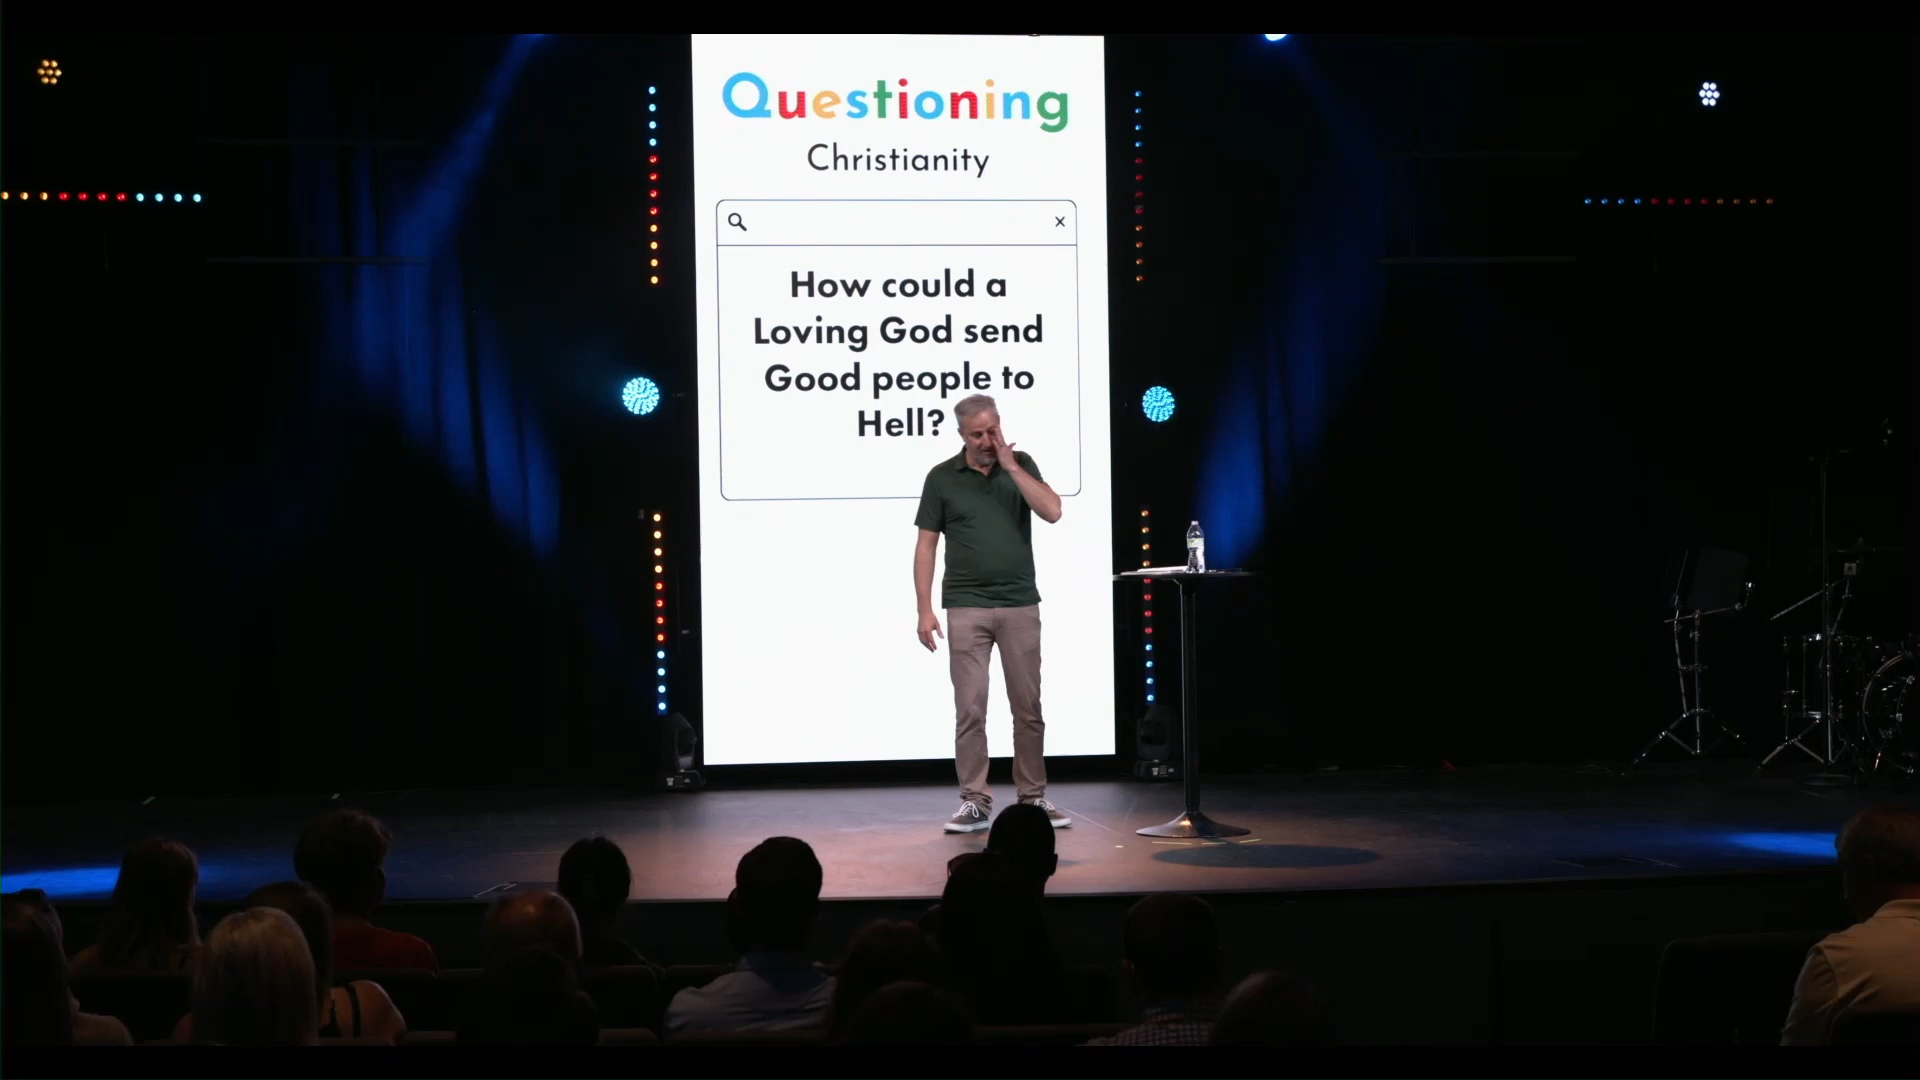 Questioning
Christianity
How could a
Loving God send
Good people to
Hell?